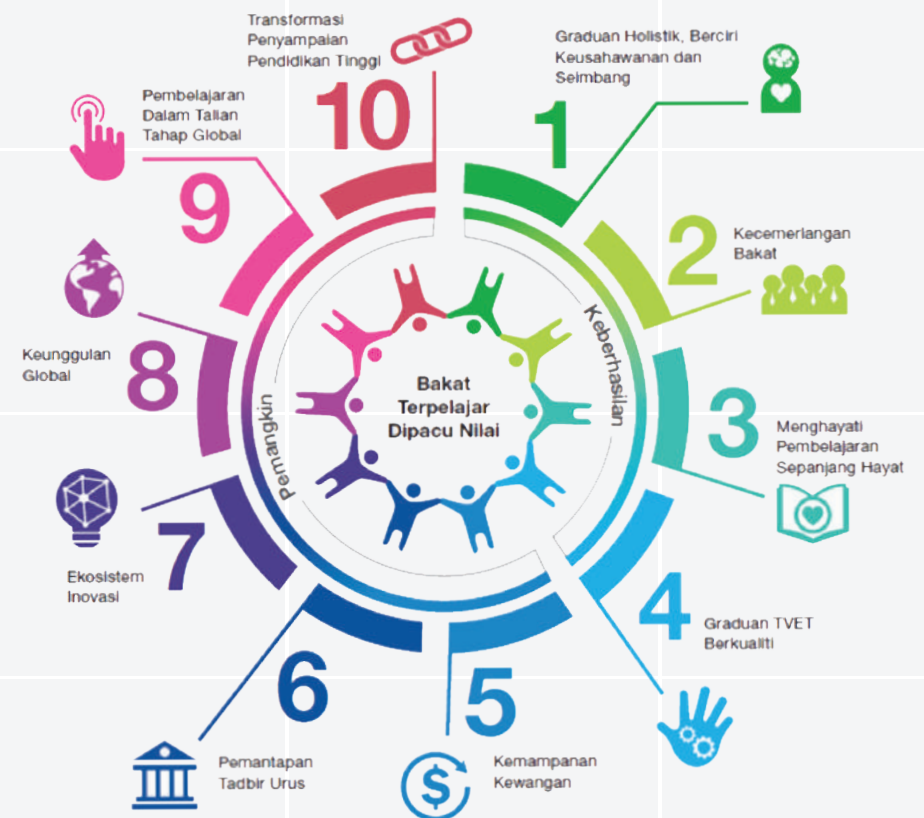 1
Graduan Holistik, Berciri
Keusahawanan dan
Seimbang
2
Kecemerlangan
Bakat
3
Menghayati
Pembelajaran
Sepanjang Hayat
4
Graduan TVET
Berkualiti
5
Kemampanan
Kewangan
$
6
Pemantapan
Tadbir Urus
7
Ekosistem
Inovasi
8
Keunggulan
Global
9
Pembelajaran
Dalam Talian
Tahap Global
10
Transformasi
Penyampaian
Pendidikan Tinggi
Keberhasilan
Pemangkin
Bakat
Terpelajar
Dipacu Nilai